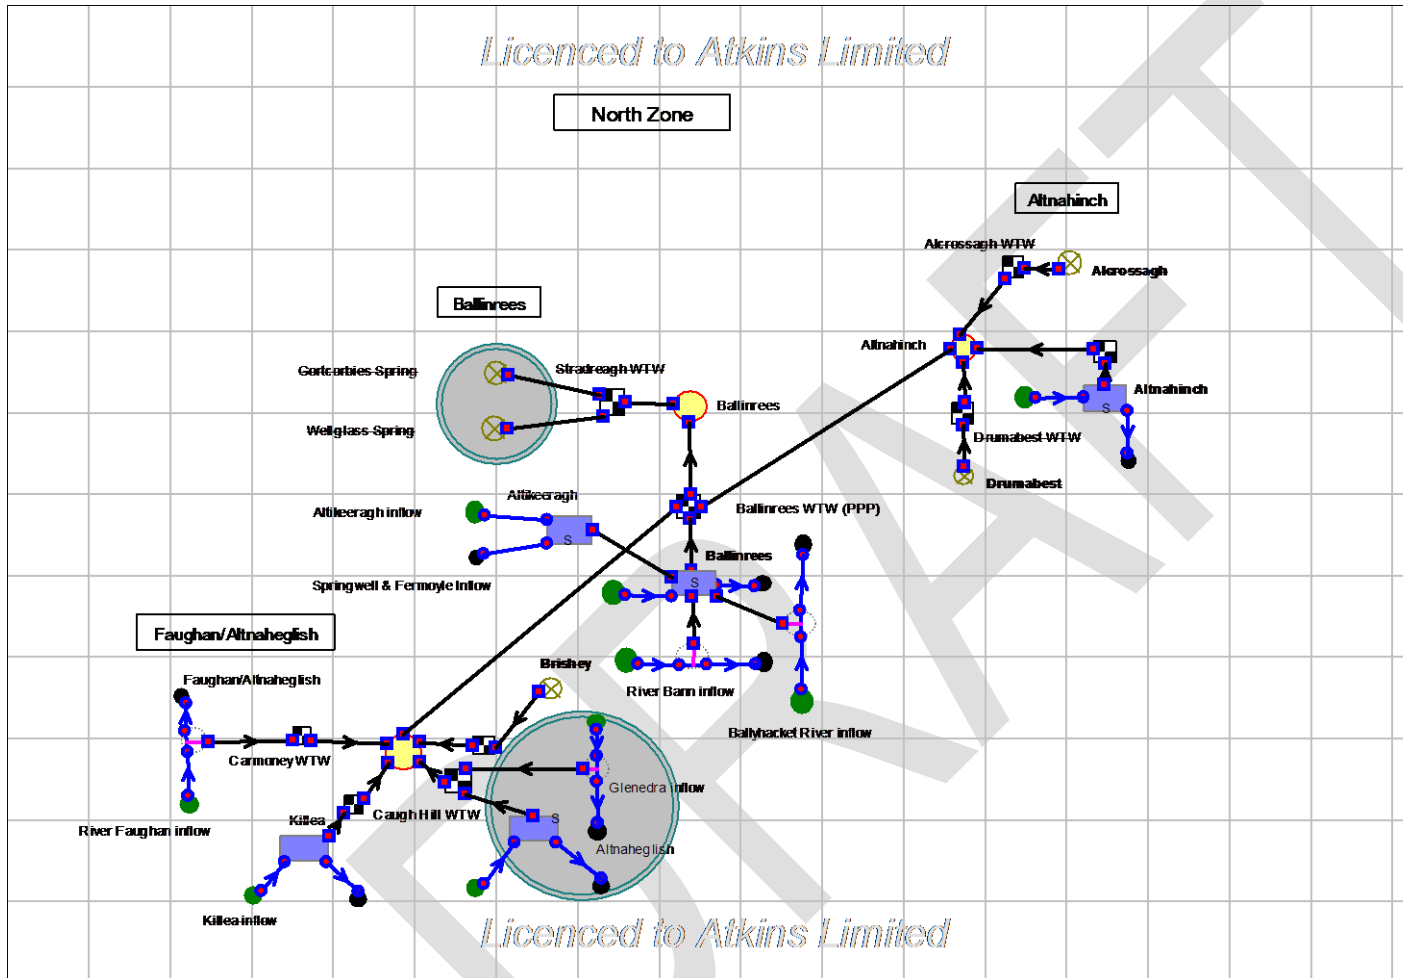 Licenced to Atkins Limited
North Zone
Altnahinch
Alcrossagh WTW
Alcrossagh
Ballinrees
Altnahinch
Gortcorbies Spring
Stradreagh WTW
Altnahinch
Ballinrees
Wellglass Spring
Drumabest WTW
Drumabest
Altikeeragh
S
Altikeeragh inflow
Ballinrees WTW (PPP)
S
Ballinrees
Springwell & Fermoyle Inflow
S
Faughan/Altnaheglish
Brishey
Faughan/Altnaheglish
River Bann inflow
Ballyhacket River inflow
Carmoney WTW
Glenedra inflow
Killea
Caugh Hill WTW
S
River Faughan inflow
Altnaheglish
Killea inflow
Licenced to Atkins Limited
DRAFT